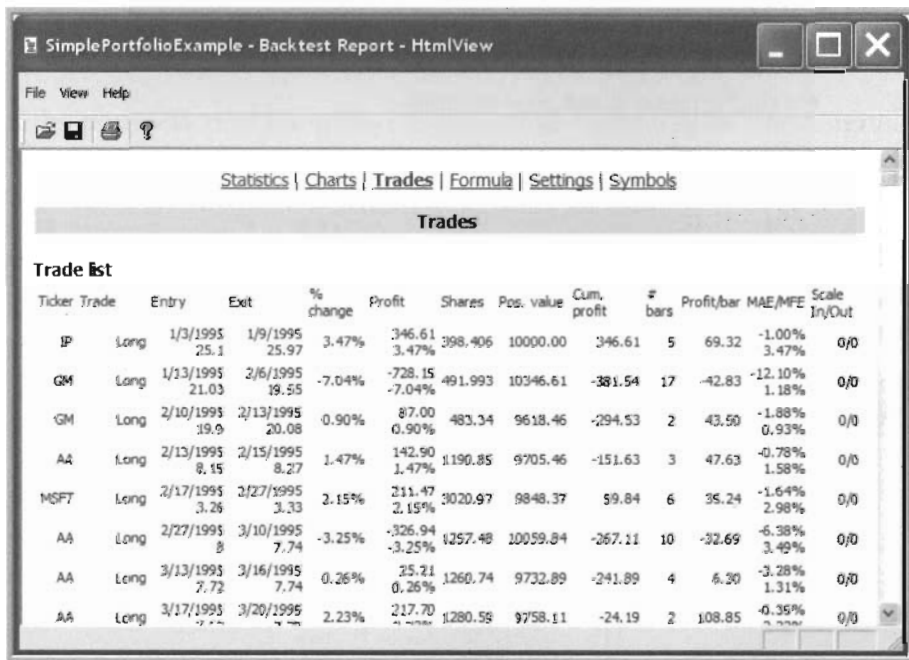 SimplePortfolioExample - Backtest Report - HtmlView
File View Help
Statistics | Charts | Trades | Formula | Settings | Symbols
Trades
Trade list
Ticker Trade Entry Exit % change Profit Shares Pos. value Cum. profit # bars Profit/bar MAE/MFE Scale In/Out
IP Long 1/3/1995 25.1 1/9/1995 25.97 3.47% 346.61 3.47% 398.406 10000.00 346.61 5 69.32 -1.00% 3.47% 0/0
GM Long 1/13/1995 21.03 2/6/1995 19.55 -7.04% -728.15 -7.04% 491.993 10346.61 -381.54 17 -42.83 -12.10% 1.18% 0/0
GM Long 2/10/1995 19.9 2/13/1995 20.08 0.90% 87.00 0.90% 483.34 9618.46 -294.53 2 43.50 -1.88% 0.93% 0/0
AA Long 2/13/1995 8.15 2/15/1995 8.27 1.47% 142.90 1.47% 1190.85 9705.46 -151.63 3 47.63 -0.78% 1.58% 0/0
MSFT Long 2/17/1995 3.26 2/27/1995 3.33 2.15% 211.47 2.15% 3020.97 9848.37 59.84 6 35.24 -1.64% 2.98% 0/0
AA Long 2/27/1995 8 3/10/1995 7.74 -3.25% -326.94 -3.25% 1257.48 10059.84 -267.11 10 -32.69 -6.38% 3.49% 0/0
AA Long 3/13/1995 7.72 3/16/1995 7.74 0.26% 25.21 0.26% 1260.74 9732.89 -241.89 4 6.30 -3.28% 1.31% 0/0
AA Long 3/17/1995 3/20/1995 2.23% 217.70 1280.59 9758.11 -24.19 2 108.85 -0.35% 0/0